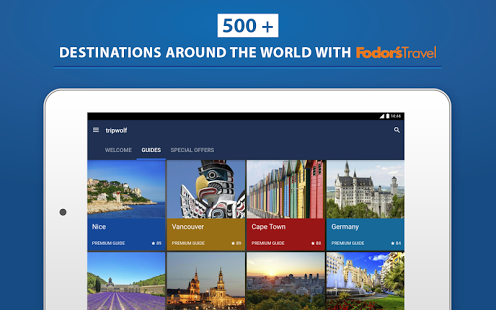 500 +
DESTINATIONS AROUND THE WORLD WITH Fodor'sTravel
14:44
tripwolf
WELCOME GUIDES SPECIAL OFFERS
Nice Vancouver Cape Town Germany
PREMIUM GUIDE ★ 89 PREMIUM GUIDE ★ 89 PREMIUM GUIDE ★ 88 PREMIUM GUIDE ★ 84